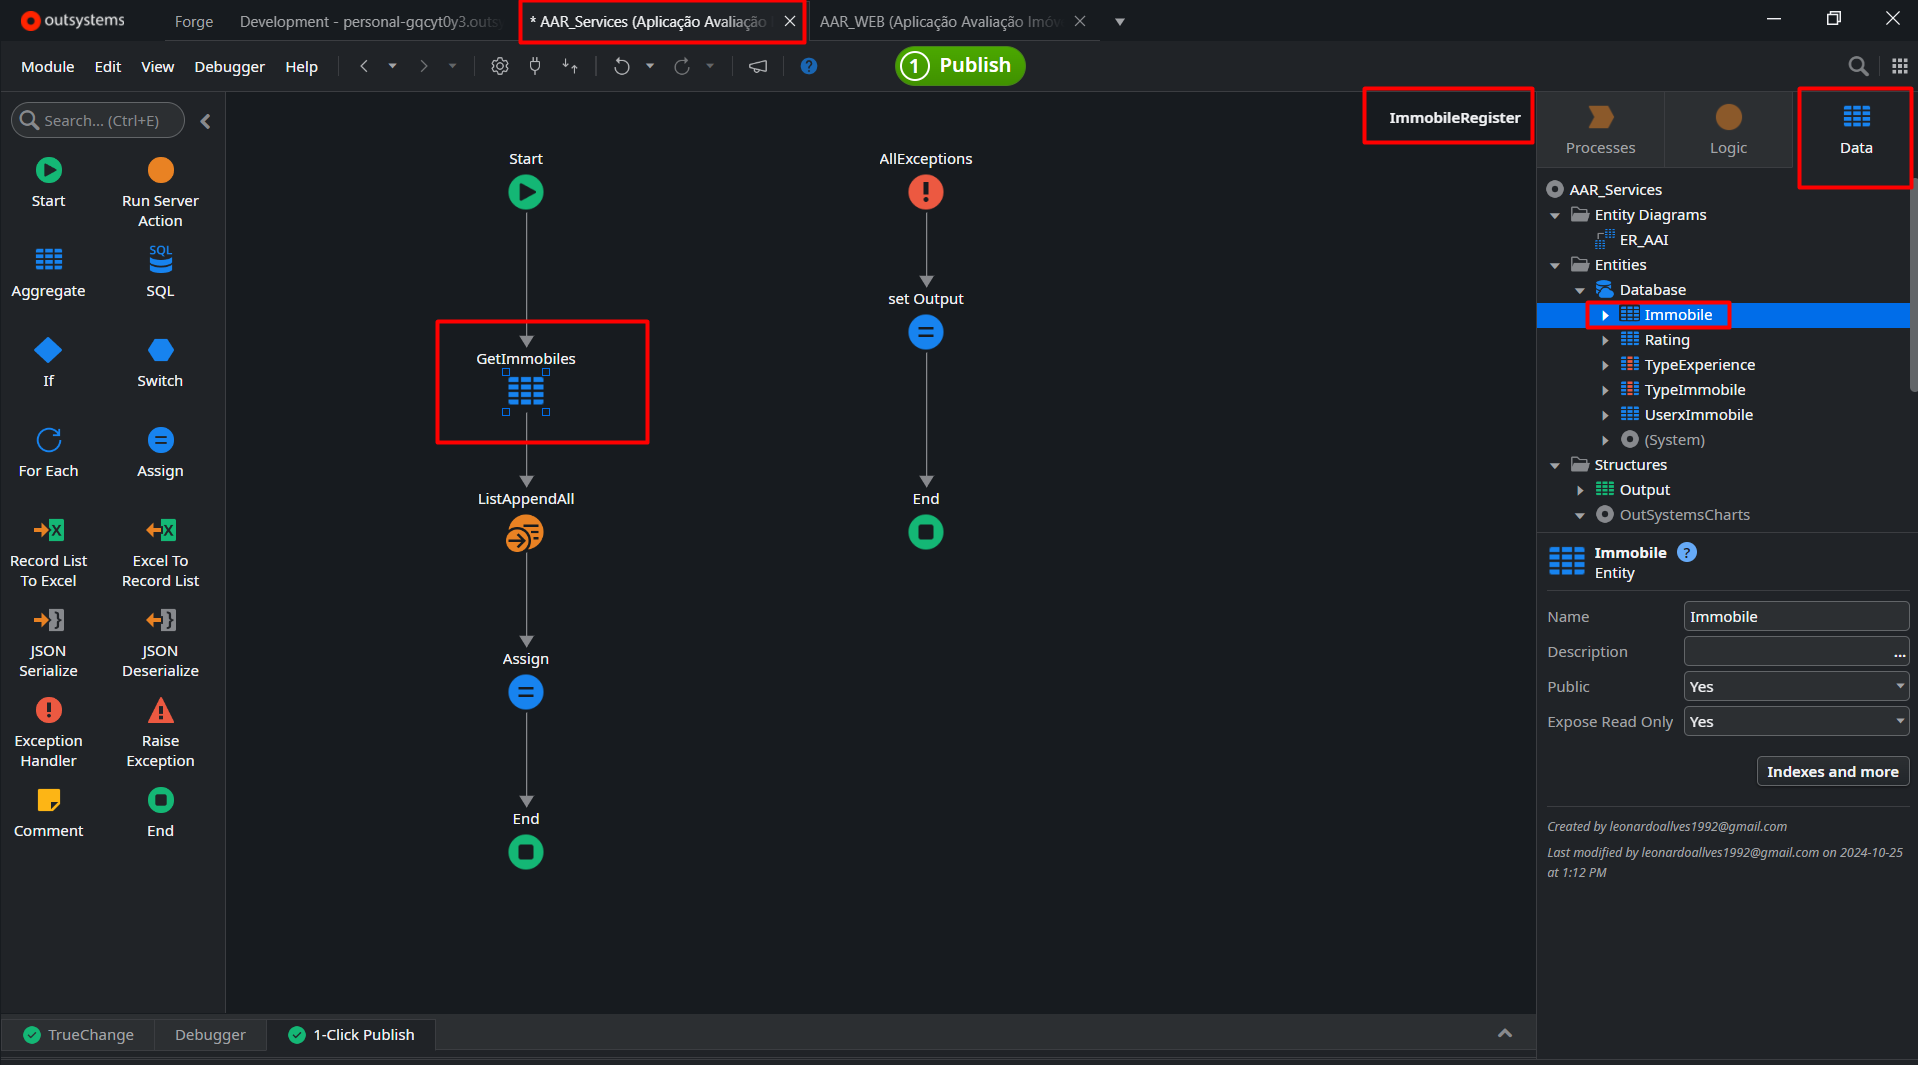 outsystems
Forge
Development - personal-gqcyt0y3.outsy
* AAR_Services (Aplicação Avaliação
AAR_WEB (Aplicação Avaliação Imóv
Module
Edit
View
Debugger
Help
1 Publish
Search... (Ctrl+E)
Start
Run Server
Action
Aggregate
SQL
SQL
If
Switch
For Each
Assign
Record List
To Excel
Excel To
Record List
JSON
Serialize
JSON
Deserialize
Exception
Handler
Raise
Exception
Comment
End
Start
GetImmobiles
ListAppendAll
Assign
End
AllExceptions
set Output
End
ImmobileRegister
Processes
Logic
Data
AAR_Services
Entity Diagrams
ER_AAI
Entities
Database
Immobile
Rating
TypeExperience
TypeImmobile
UserxImmobile
(System)
Structures
Output
OutSystemsCharts
Immobile
Entity
Name Immobile
Description ...
Public Yes
Expose Read Only Yes
Indexes and more
Created by leonardoallves1992@gmail.com
Last modified by leonardoallves1992@gmail.com on 2024-10-25
at 1:12 PM
TrueChange
Debugger
1-Click Publish